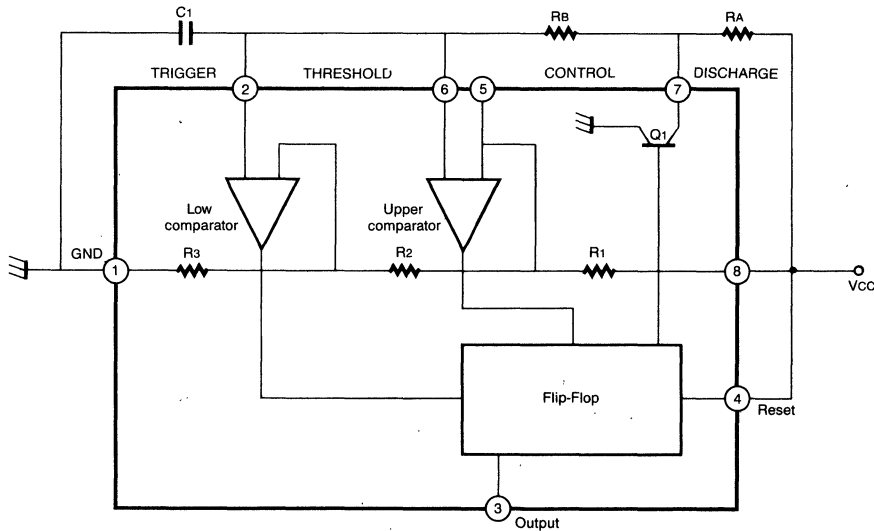 C1
RB
RA
TRIGGER
THRESHOLD
CONTROL
DISCHARGE
2
6
5
7
Q1
Low
comparator
Upper
comparator
GND
R3
R2
R1
1
8
VCC
Flip-Flop
4
Reset
3
Output